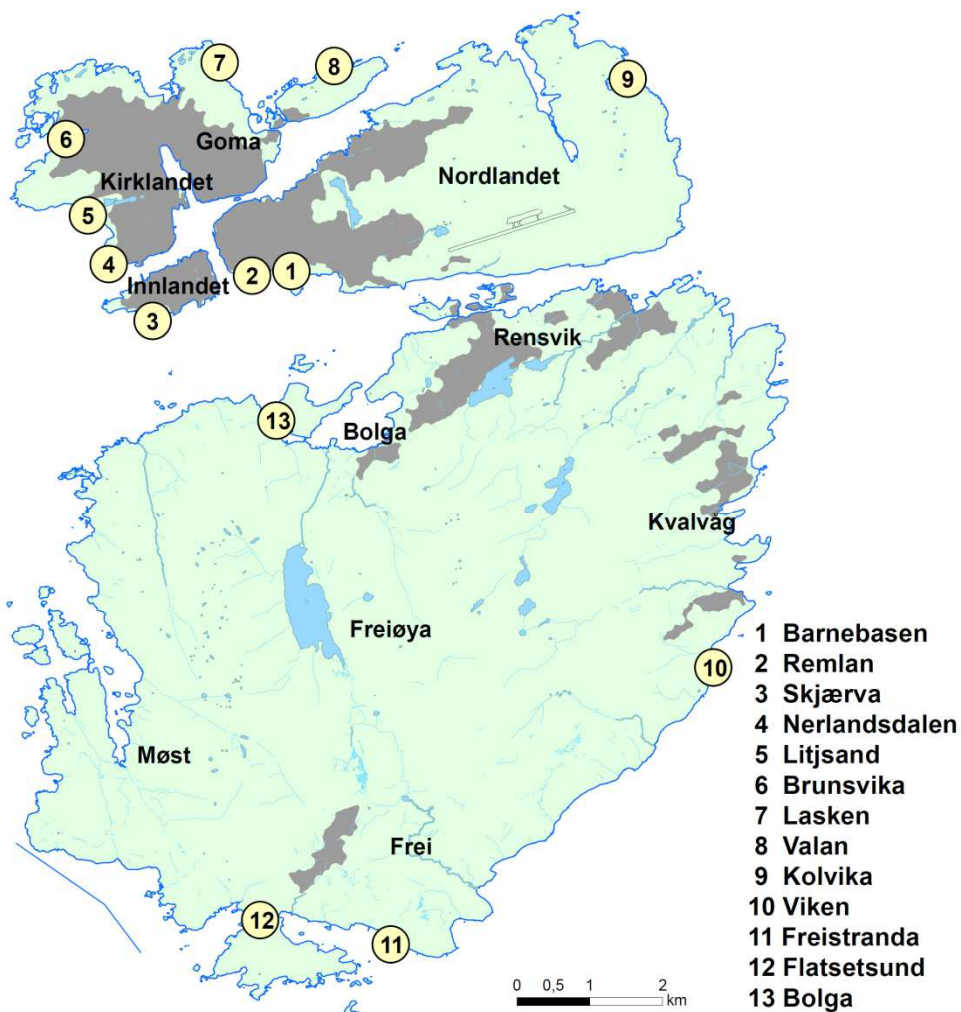 7
8
9
6
Goma
Kirklandet
Nordlandet
5
4
2
1
Innlandet
3
Rensvik
13
Bolga
Kvalvåg
Freiøya
10
Møst
Frei
12
11
1 Barnebasen
2 Remlan
3 Skjærva
4 Nerlandsdalen
5 Litjsand
6 Brunsvika
7 Lasken
8 Valan
9 Kolvika
10 Viken
11 Freistranda
12 Flatsetsund
13 Bolga
0 0,5 1 2
km